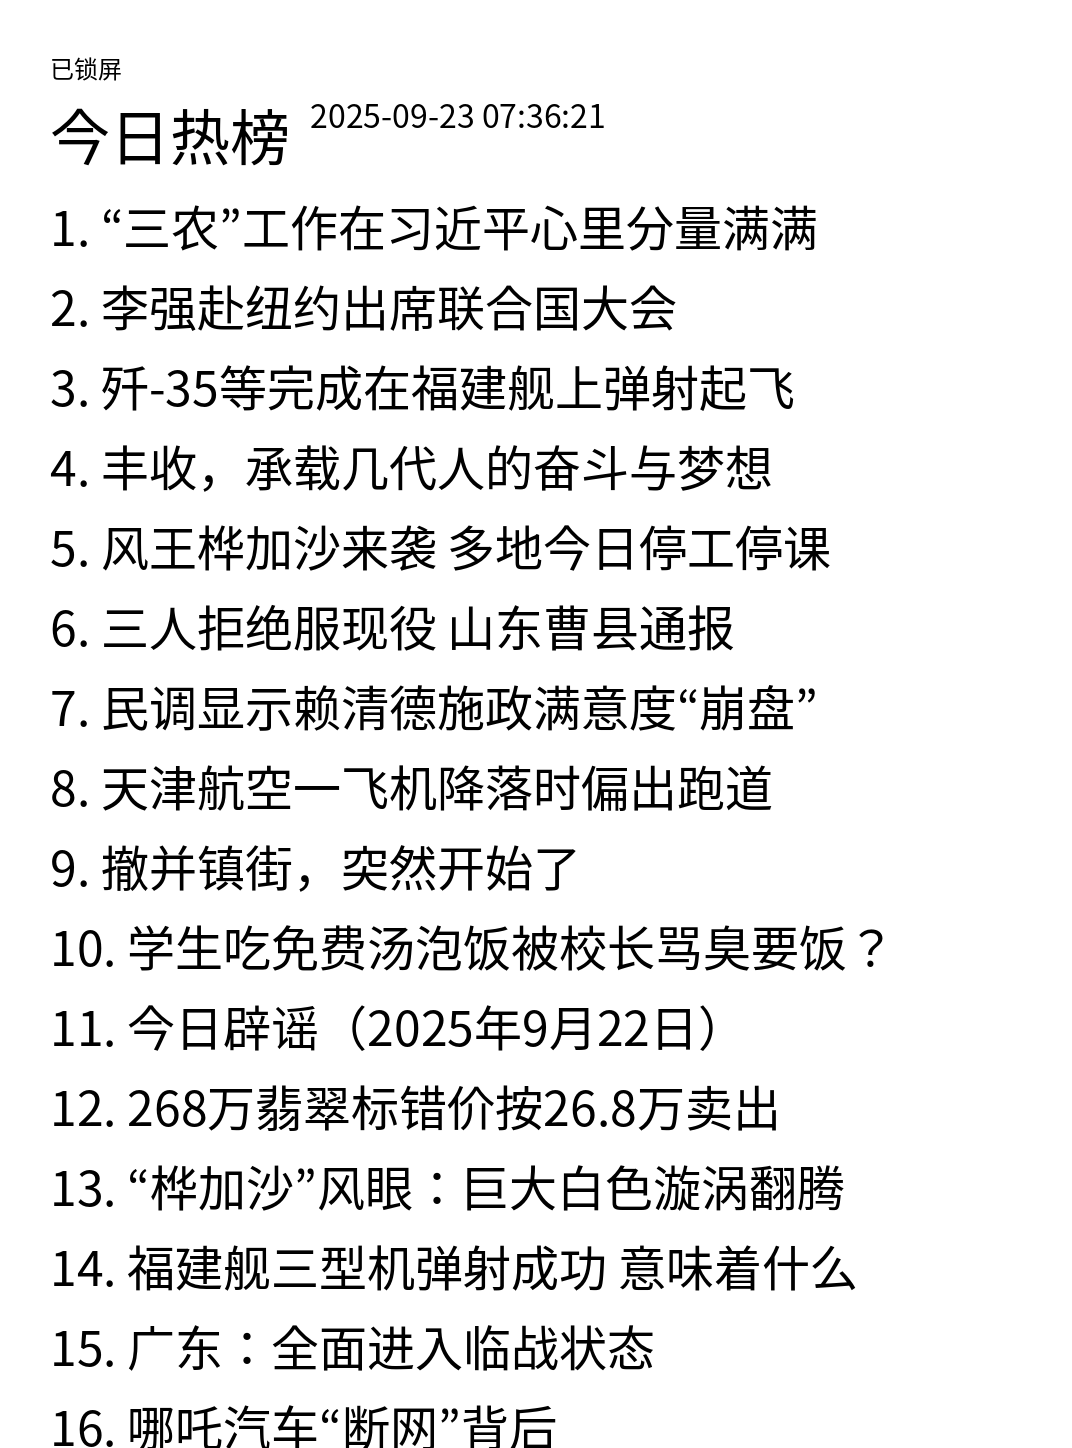 已锁屏
今日热榜 2025-09-23 07:36:21
1. “三农”工作在习近平心里分量满满
2. 李强赴纽约出席联合国大会
3. 歼-35等完成在福建舰上弹射起飞
4. 丰收，承载几代人的奋斗与梦想
5. 风王桦加沙来袭 多地今日停工停课
6. 三人拒绝服现役 山东曹县通报
7. 民调显示赖清德施政满意度“崩盘”
8. 天津航空一飞机降落时偏出跑道
9. 撤并镇街，突然开始了
10. 学生吃免费汤泡饭被校长骂臭要饭？
11. 今日辟谣（2025年9月22日）
12. 268万翡翠标错价按26.8万卖出
13. “桦加沙”风眼：巨大白色漩涡翻腾
14. 福建舰三型机弹射成功 意味着什么
15. 广东：全面进入临战状态
16. 哪吒汽车“断网”背后